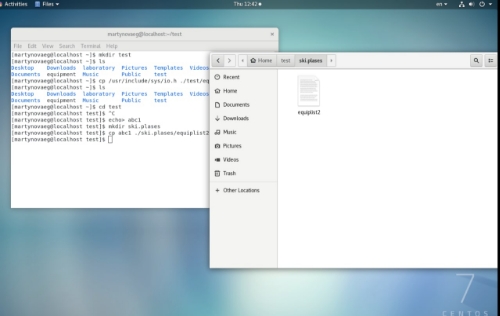 Activities Files Thu 12:42 en
martynovaeg@localhost:~/test
File Edit View Search Terminal Help
[martynovaeg@localhost ~]$ mkdir test
[martynovaeg@localhost ~]$ ls
Desktop Downloads laboratory Pictures Templates Videos
Documents equipment Music Public test
[martynovaeg@localhost ~]$ cp /usr/include/sys/io.h ./test/equ
[martynovaeg@localhost ~]$ ls
Desktop Downloads laboratory Pictures Templates Videos
Documents equipment Music Public test
[martynovaeg@localhost ~]$ cd test
[martynovaeg@localhost test]$ ^C
[martynovaeg@localhost test]$ echo> abc1
[martynovaeg@localhost test]$ mkdir ski.plases
[martynovaeg@localhost test]$ cp abc1 ./ski.plases/equiplist2
[martynovaeg@localhost test]$
Home test ski.plases
Recent
Home
Documents
Downloads
Music
Pictures
Videos
Trash
+ Other Locations
equiplist2
7
CENTOS